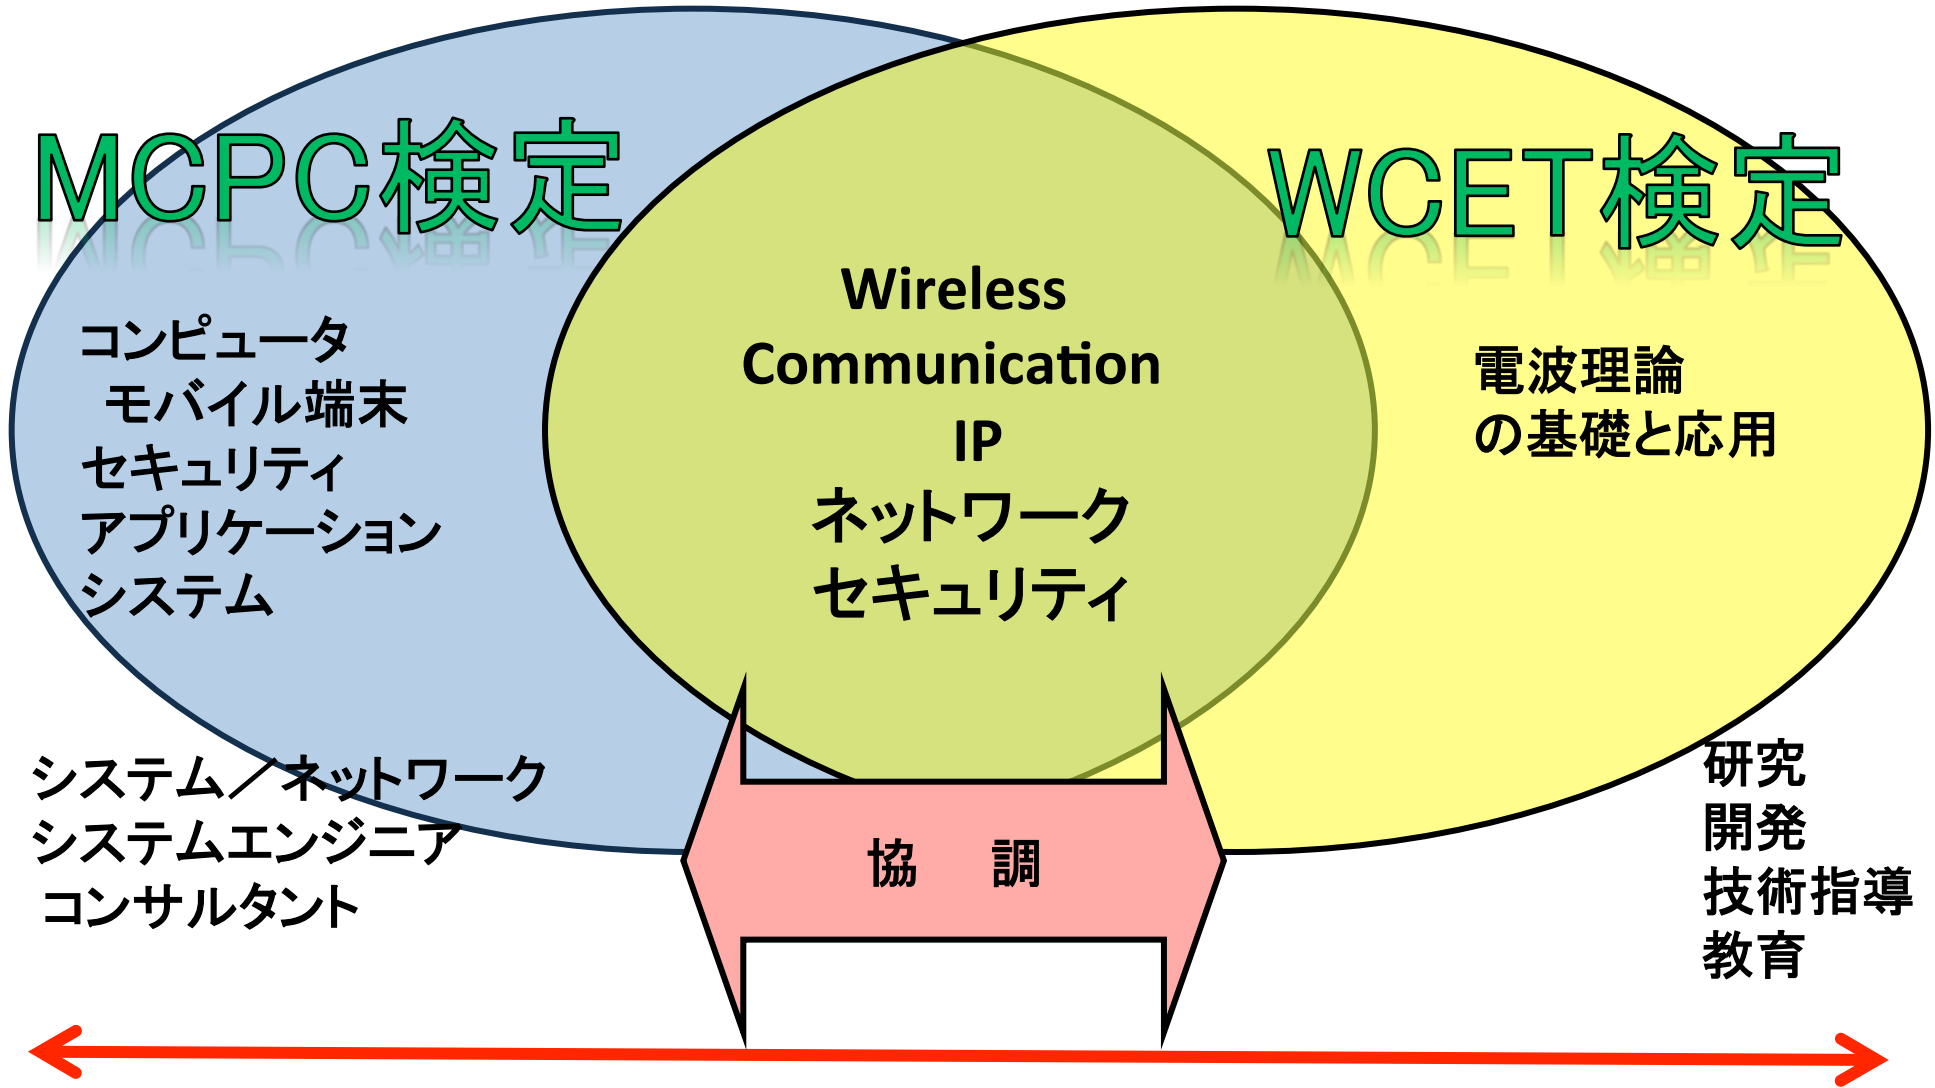 MCPC検定
WCET検定
コンピュータ
モバイル端末
セキュリティ
アプリケーション
システム
Wireless
Communication
IP
ネットワーク
セキュリティ
電波理論
の基礎と応用
システム／ネットワーク
システムエンジニア
コンサルタント
協　調
研究
開発
技術指導
教育